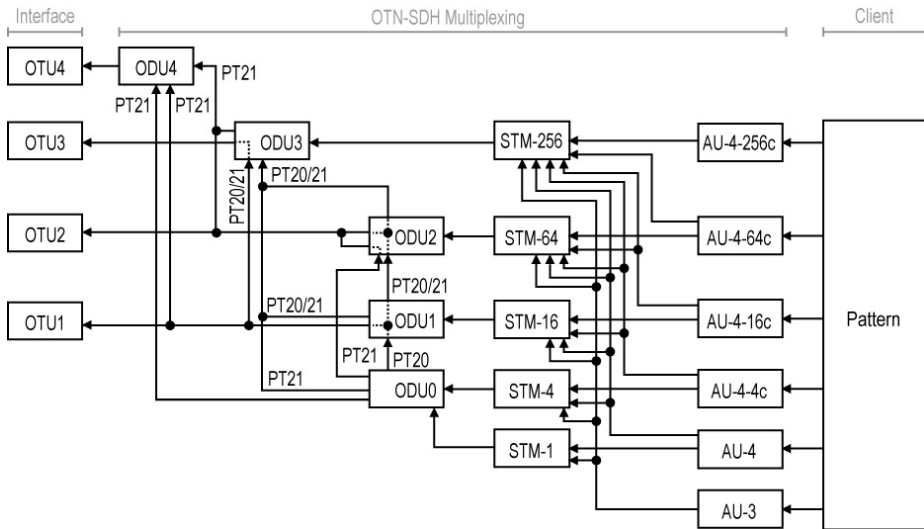 Interface
OTN-SDH Multiplexing
Client
OTU4
ODU4
PT21
PT21
PT21
OTU3
ODU3
STM-256
AU-4-256c
PT20/21
PT20/21
OTU2
ODU2
STM-64
AU-4-64c
PT20/21
PT20/21
OTU1
ODU1
STM-16
AU-4-16c
Pattern
PT21
PT20
PT21
ODU0
STM-4
AU-4-4c
STM-1
AU-4
AU-3